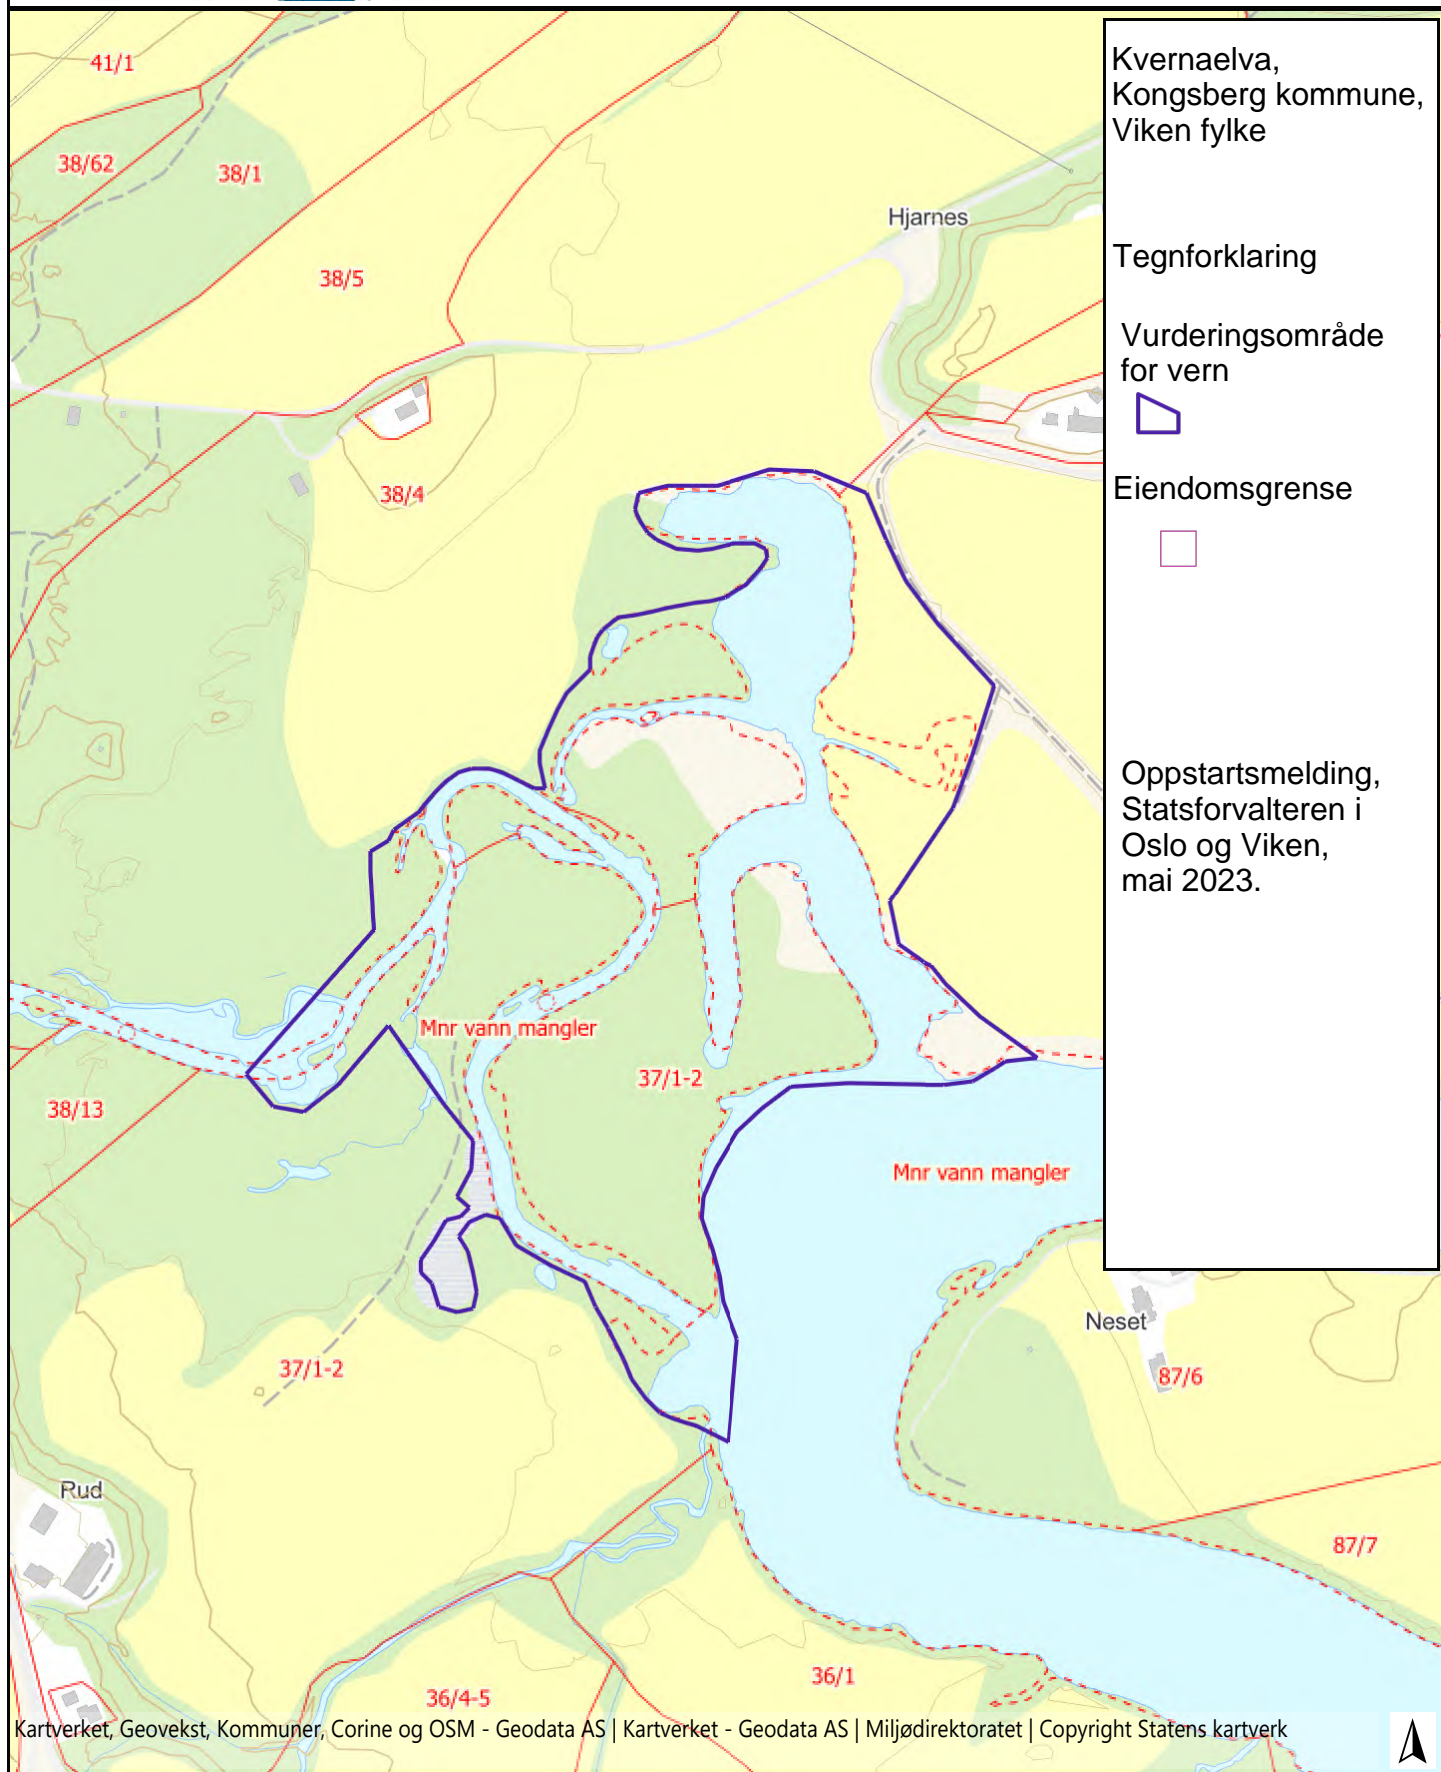 41/1
38/62
38/1
38/5
Hjarnes
38/4
Kvernaelva,
Kongsberg kommune,
Viken fylke
Tegnforklaring
Vurderingsområde
for vern
Eiendomsgrense
Oppstartsmelding,
Statsforvalteren i
Oslo og Viken,
mai 2023.
Mnr vann mangler
37/1-2
38/13
Mnr vann mangler
Neset
37/1-2
87/6
Rud
87/7
36/1
36/4-5
Kartverket, Geovekst, Kommuner, Corine og OSM - Geodata AS | Kartverket - Geodata AS | Miljødirektoratet | Copyright Statens kartverk